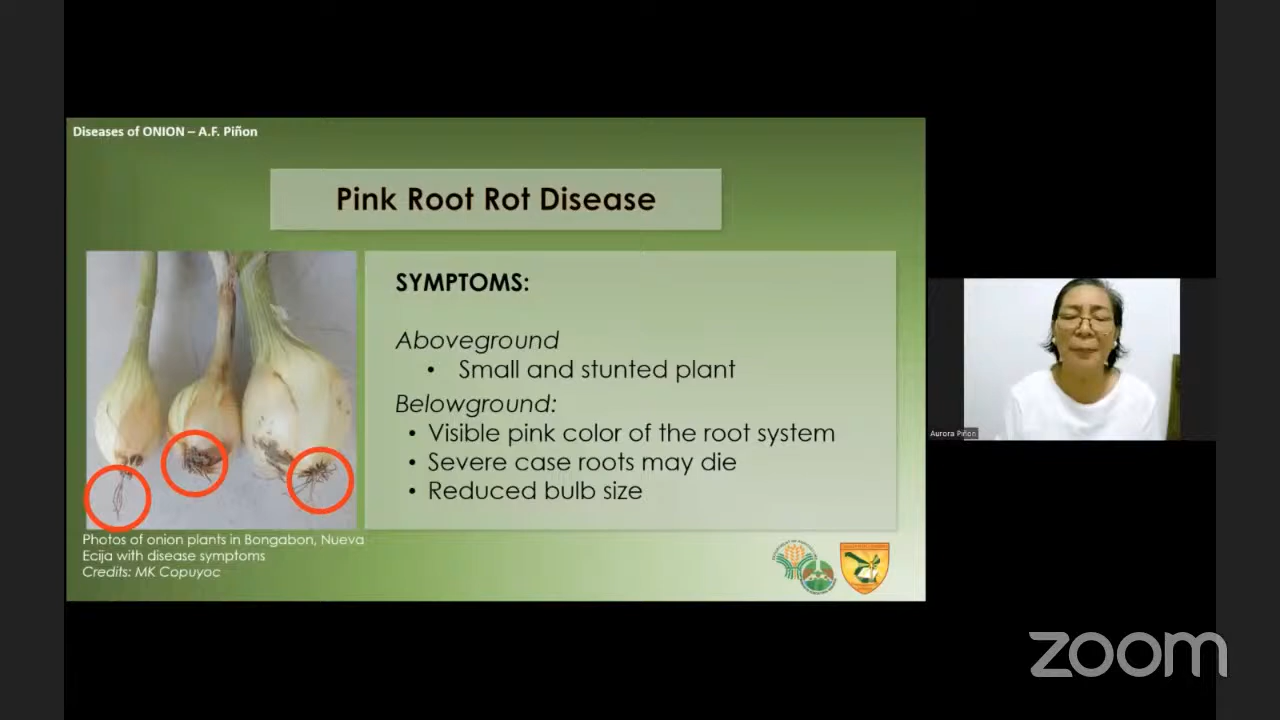 Diseases of ONION – A.F. Piñon
Pink Root Rot Disease
SYMPTOMS:
Aboveground
• Small and stunted plant
Belowground:
• Visible pink color of the root system
• Severe case roots may die
• Reduced bulb size
Photos of onion plants in Bongabon, Nueva
Ecija with disease symptoms
Credits: MK Copuyoc
Aurora Piñon
zoom